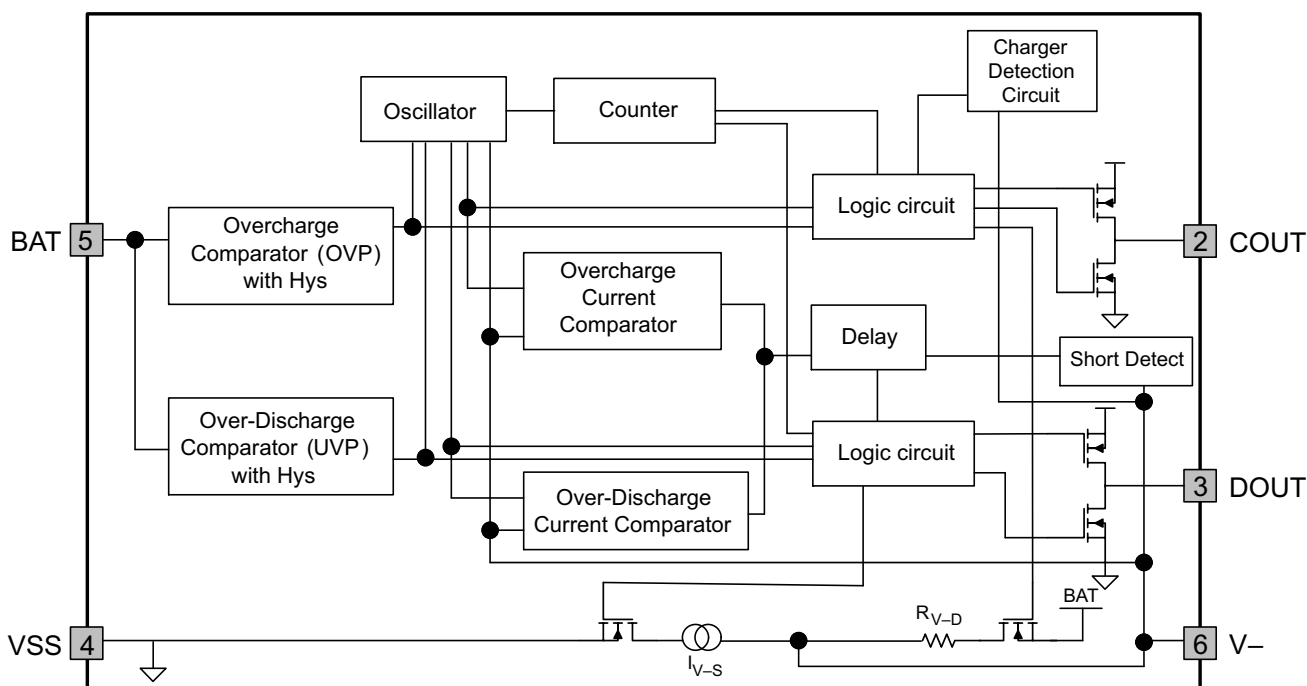 Charger
Detection
Circuit
Oscillator
Counter
Logic circuit
BAT
5
Overcharge
Comparator (OVP)
with Hys
2
COUT
Overcharge
Current
Comparator
Delay
Short Detect
Over-Discharge
Comparator (UVP)
with Hys
Logic circuit
3
DOUT
Over-Discharge
Current Comparator
BAT
RV–D
VSS
4
IV–S
6
V–